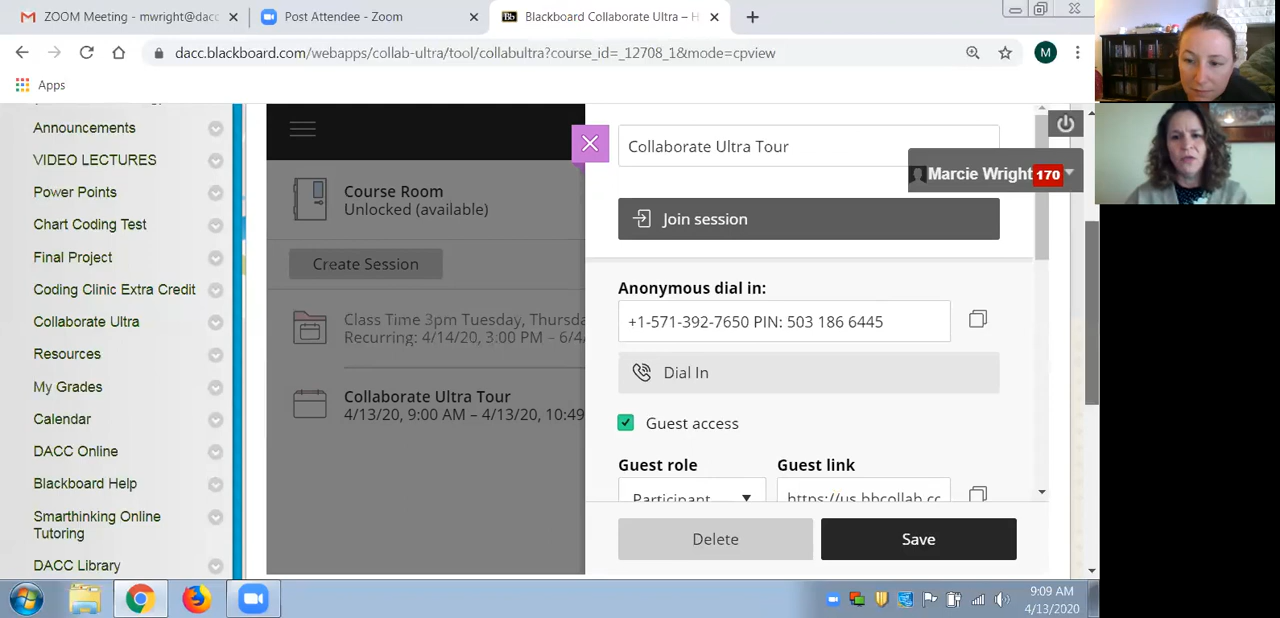 ZOOM Meeting - mwright@dacc
Post Attendee - Zoom
Bb
Blackboard Collaborate Ultra – H
dacc.blackboard.com/webapps/collab-ultra/tool/collabultra?course_id=_12708_1&mode=cpview
M
Apps
Announcements
VIDEO LECTURES
Power Points
Chart Coding Test
Final Project
Coding Clinic Extra Credit
Collaborate Ultra
Resources
My Grades
Calendar
DACC Online
Blackboard Help
Smarthinking Online
Tutoring
DACC Library
Course Room
Unlocked (available)
Create Session
Class Time 3pm Tuesday, Thursda
Recurring: 4/14/20, 3:00 PM – 6/4/
Collaborate Ultra Tour
4/13/20, 9:00 AM – 4/13/20, 10:49
Collaborate Ultra Tour
Marcie Wright 170
Join session
Anonymous dial in:
+1-571-392-7650 PIN: 503 186 6445
Dial In
Guest access
Guest role Guest link
Participant https://us.bbcollab.cc
Delete Save
9:09 AM
4/13/2020